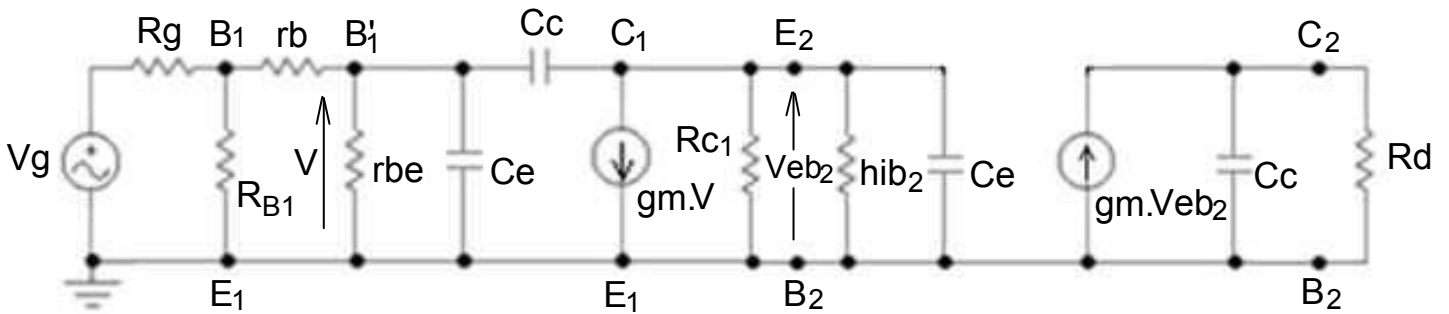 Rg B1 rb B'1 Cc C1 E2 C2
Vg RB1 V rbe Ce gm.V Rc1 Veb2 hib2 Ce gm.Veb2 Cc Rd
E1 E1 B2 B2